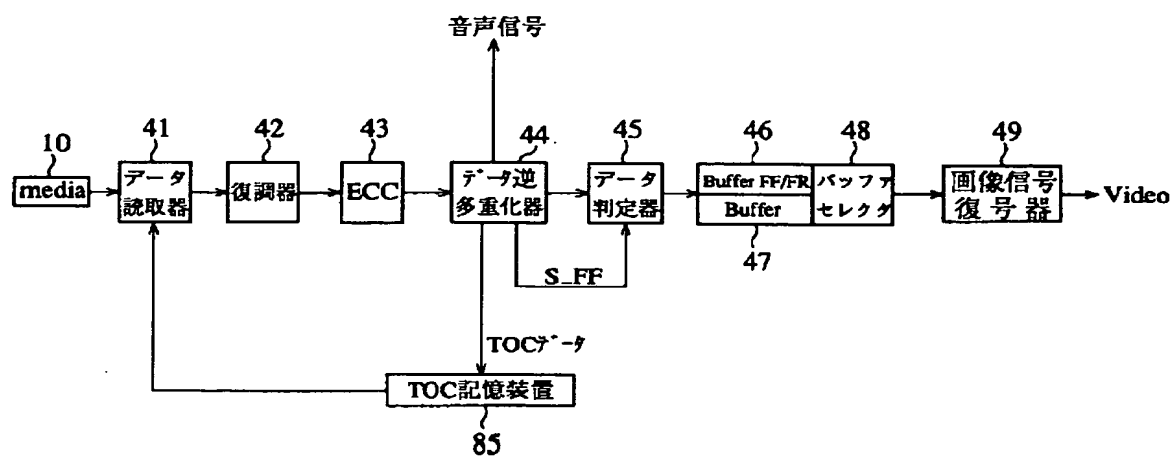 音声信号
10
41
42
43
44
45
46
48
49
media
データ
読取器
復調器
ECC
データ逆
多重化器
データ
判定器
Buffer FF/FR
Buffer
バッファ
セレクタ
画像信号
復号器
Video
47
S_FF
TOCデータ
TOC記憶装置
85